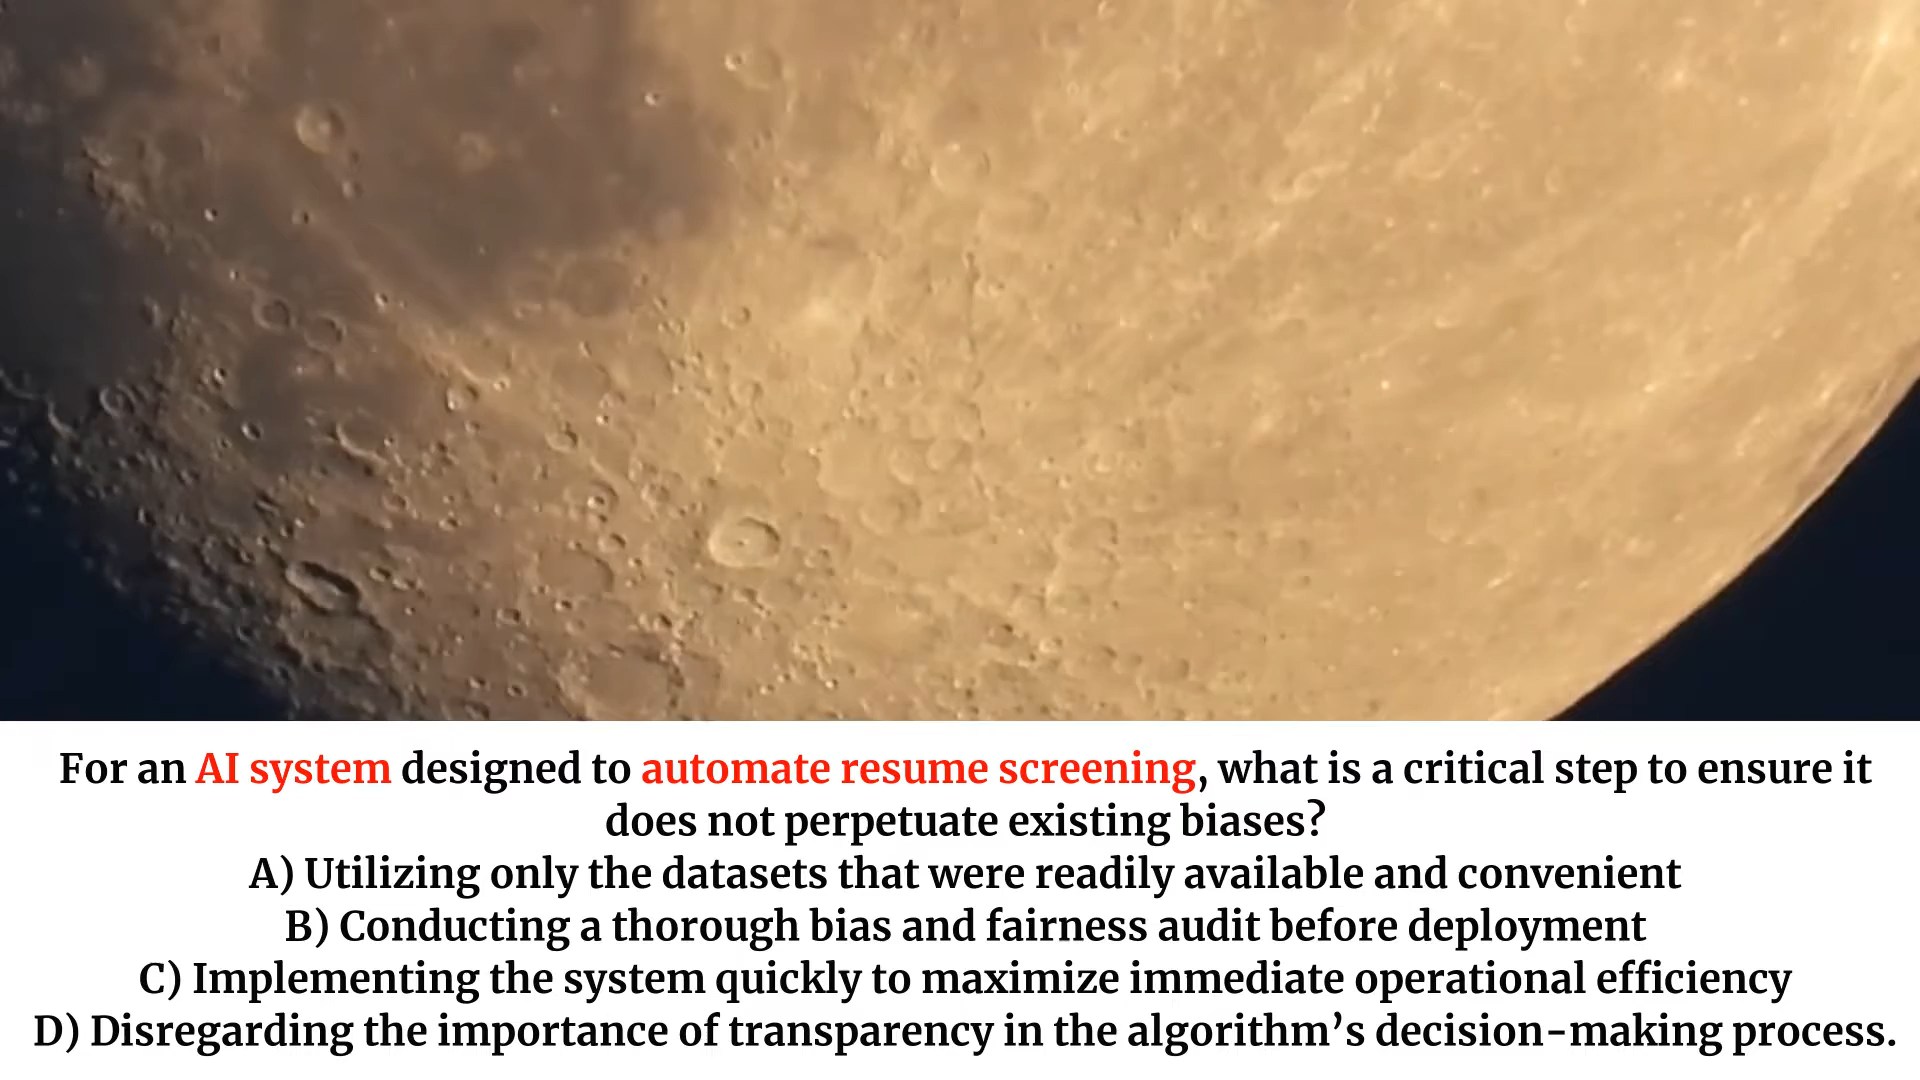 For an AI system designed to automate resume screening, what is a critical step to ensure it
does not perpetuate existing biases?
A) Utilizing only the datasets that were readily available and convenient
B) Conducting a thorough bias and fairness audit before deployment
C) Implementing the system quickly to maximize immediate operational efficiency
D) Disregarding the importance of transparency in the algorithm’s decision-making process.